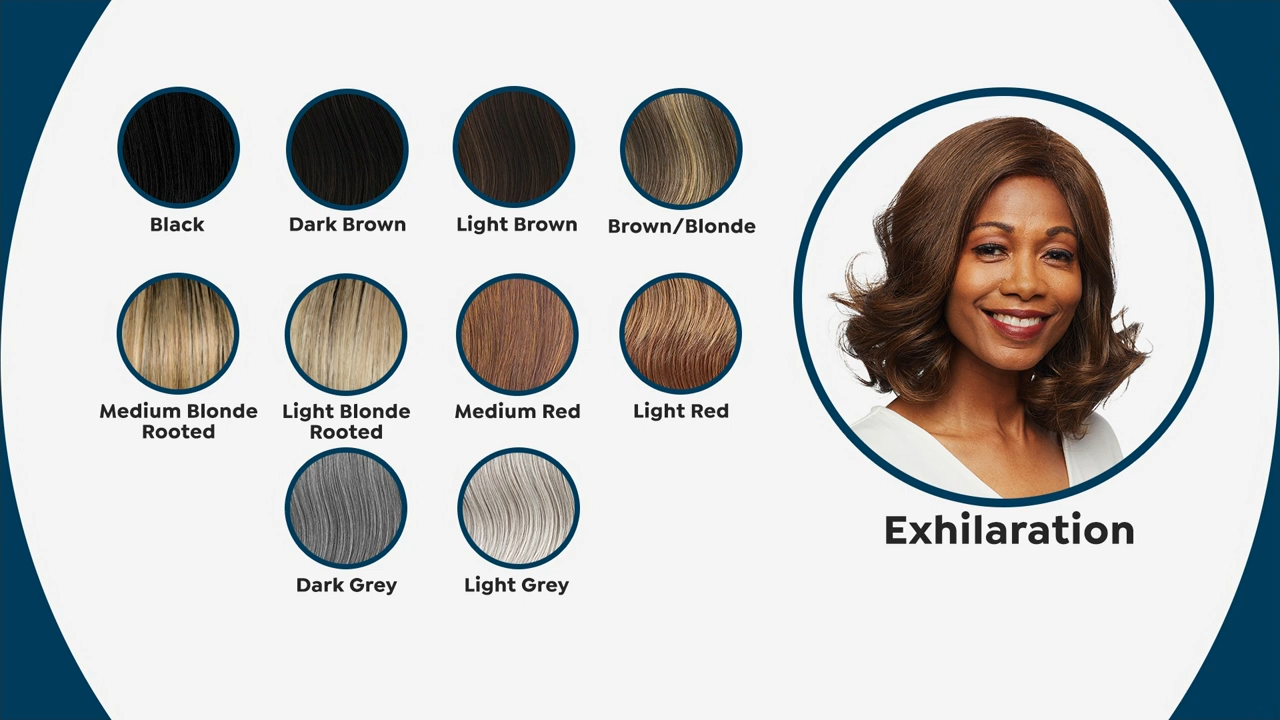 Black
Dark Brown
Light Brown
Brown/Blonde
Medium Blonde
Rooted
Light Blonde
Rooted
Medium Red
Light Red
Dark Grey
Light Grey
Exhilaration